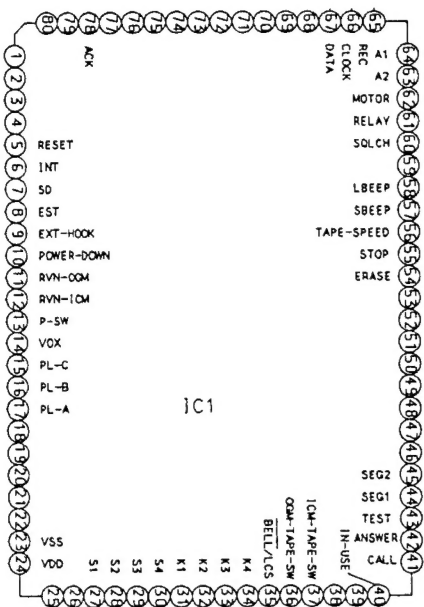 80 79 78 77 76 75 74 73 72 71 70 69 68 67 66 65
ACK
DATA
CLOCK
REC
1
2
3
4
5 RESET
6 INT
7 SD
8 EST
9 EXT-HOOK
10 POWER-DOWN
11 RVN-OGM
12 RVN-ICM
13 P-SW
14 VOX
15 PL-C
16 PL-B
17 PL-A
18
19
20
21
22
23 VSS
24 VDD
IC1
A1 64
A2 63
MOTOR 62
RELAY 61
SQLCH 60
59
LBEEP 58
SBEEP 57
TAPE-SPEED 56
STOP 55
ERASE 54
53
52
51
50
49
48
47
46
SEG2 45
SEG1 44
TEST 43
ANSWER 42
CALL 41
S1
S2
S3
S4
K1
K2
K3
K4
BELL/LCS
OGM-TAPE-SW
ICM-TAPE-SW
IN-USE
25 26 27 28 29 30 31 32 33 34 35 36 37 38 39 40